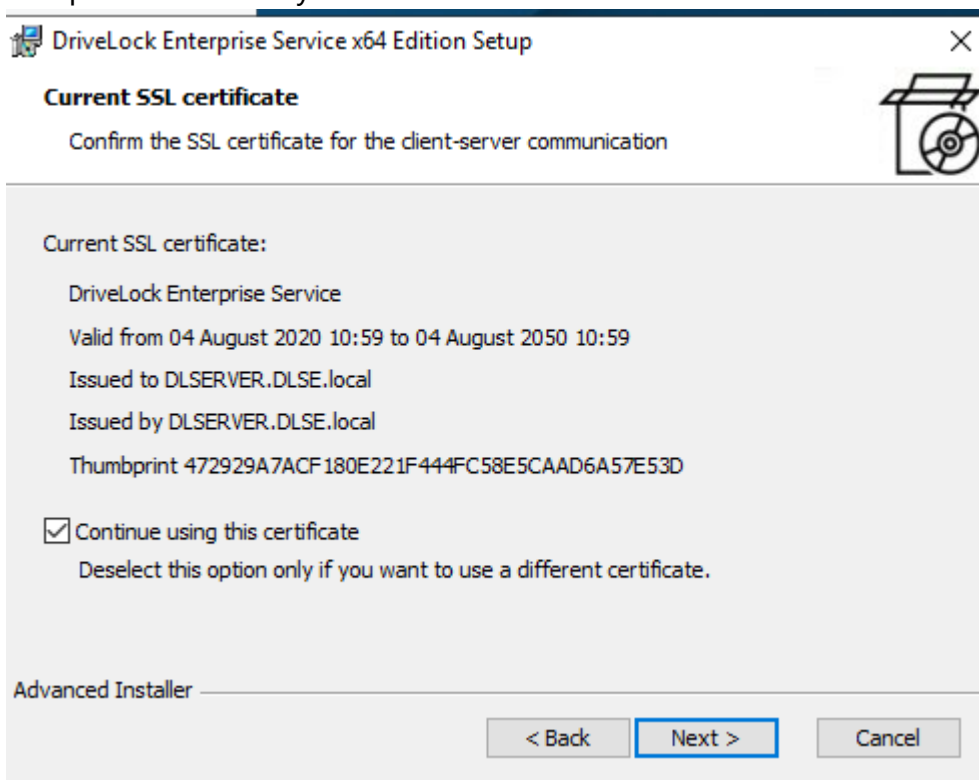 DriveLock Enterprise Service x64 Edition Setup
Current SSL certificate
Confirm the SSL certificate for the client-server communication
Current SSL certificate:
DriveLock Enterprise Service
Valid from 04 August 2020 10:59 to 04 August 2050 10:59
Issued to DLSERVER.DLSE.local
Issued by DLSERVER.DLSE.local
Thumbprint 472929A7ACF180E221F444FC58E5CAAD6A57E53D
Continue using this certificate
Deselect this option only if you want to use a different certificate.
Advanced Installer
< Back Next > Cancel